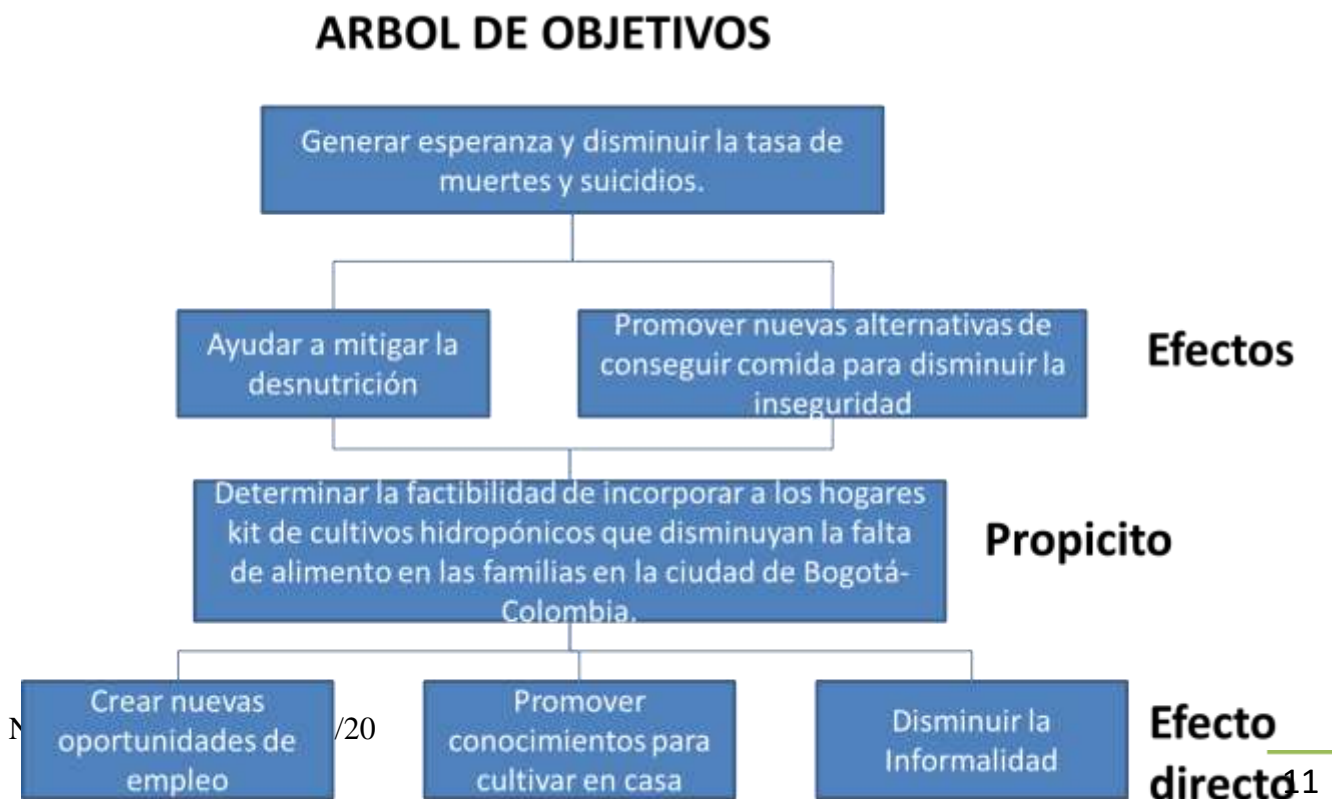 ARBOL DE OBJETIVOS
Generar esperanza y disminuir la tasa de
muertes y suicidios.
Ayudar a mitigar la
desnutrición
Promover nuevas alternativas de
conseguir comida para disminuir la
inseguridad
Efectos
Determinar la factibilidad de incorporar a los hogares
kit de cultivos hidropónicos que disminuyan la falta
de alimento en las familias en la ciudad de Bogotá-
Colombia.
Propicito
Crear nuevas
oportunidades de
empleo
/20
Promover
conocimientos para
cultivar en casa
Disminuir la
Informalidad
Efecto
directo
11